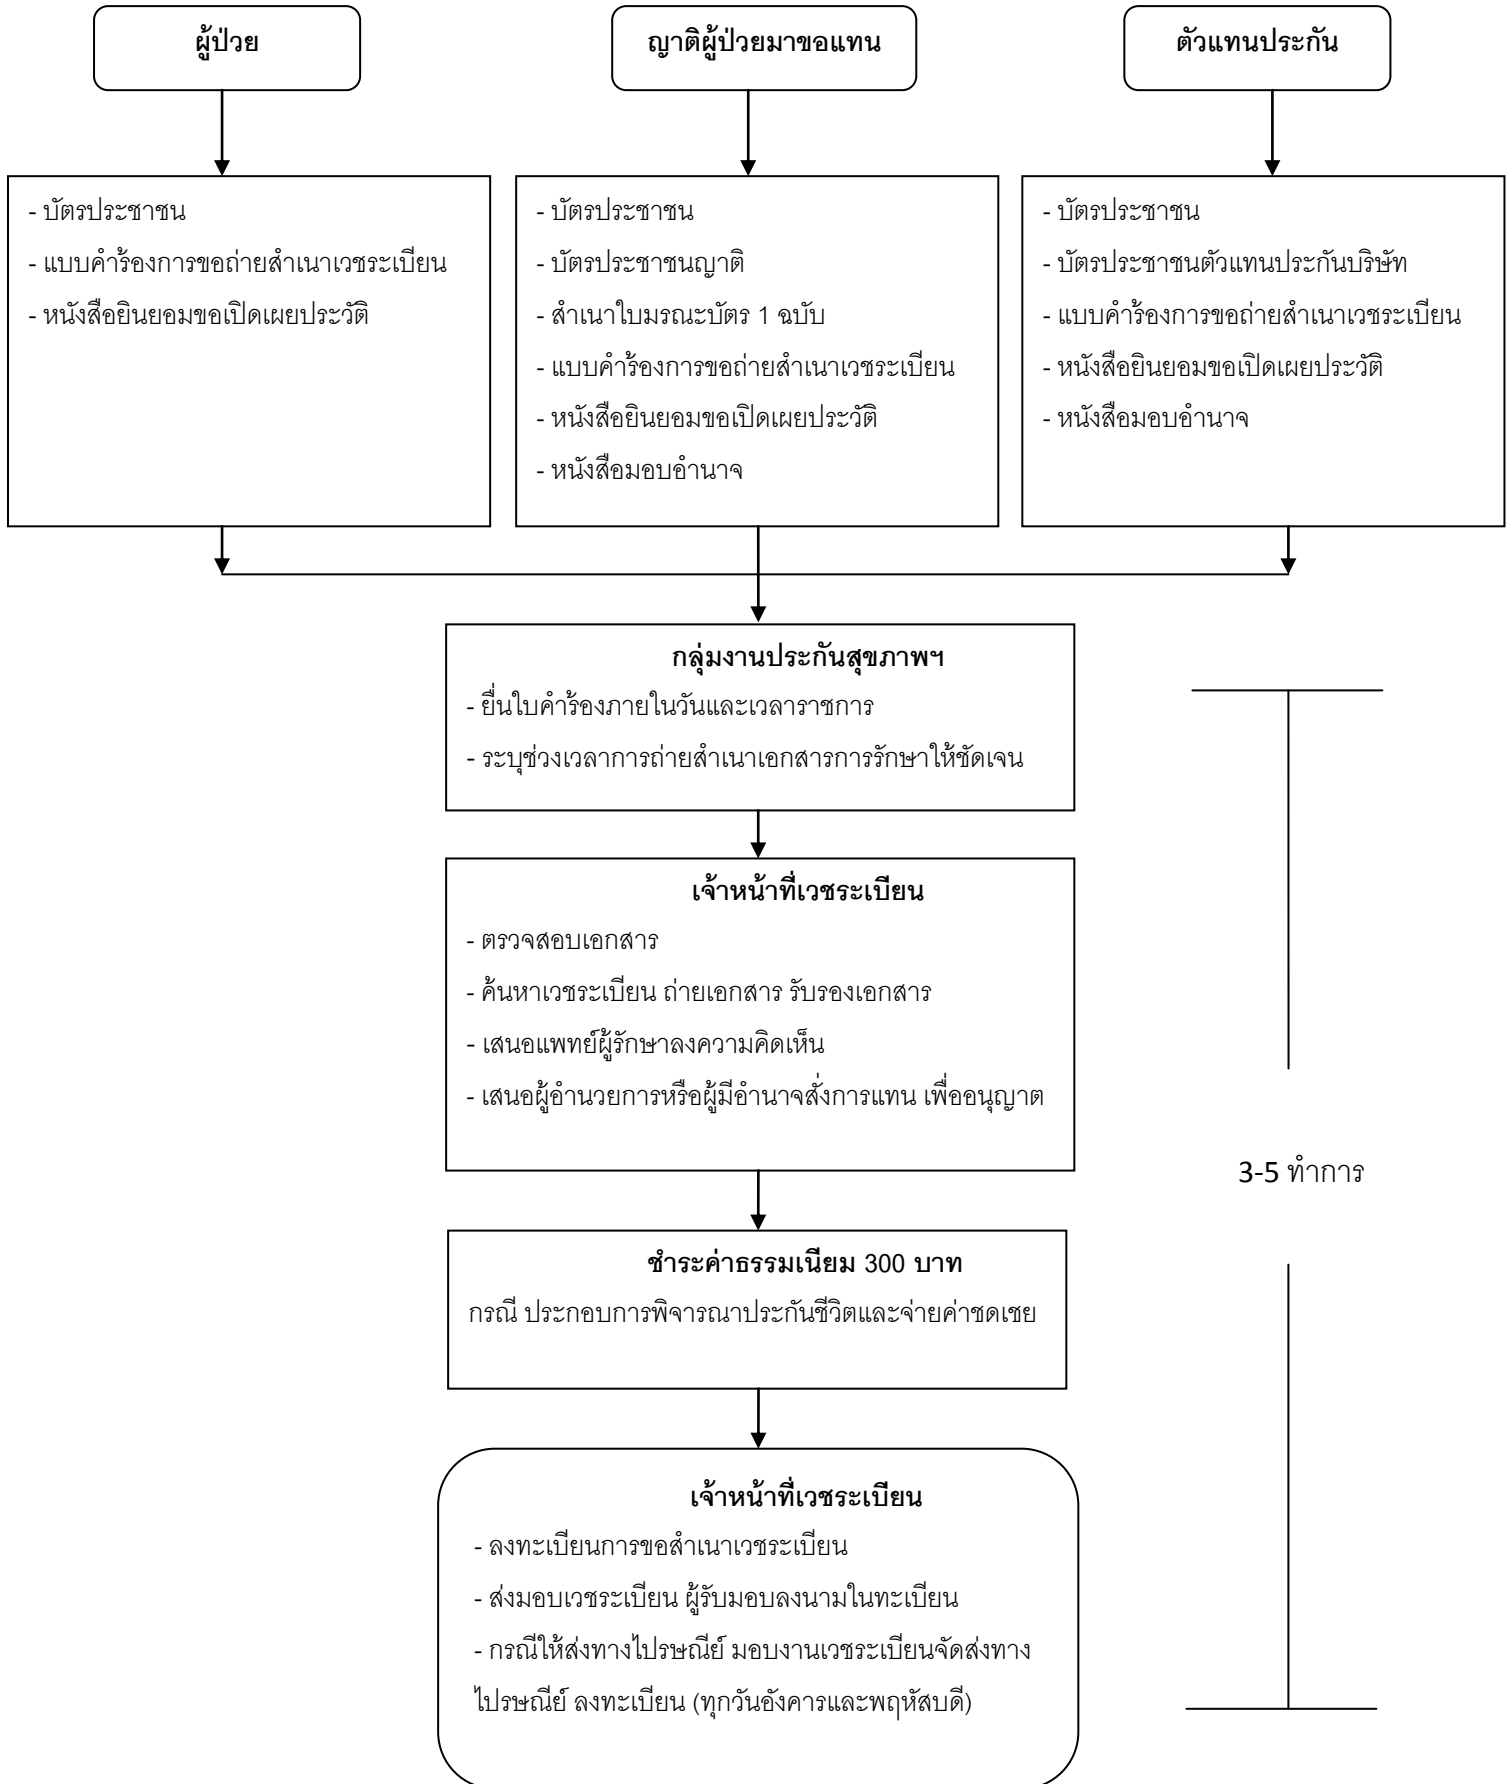 ผู้ป่วย
ญาติผู้ป่วยมาขอแทน
ตัวแทนประกัน
- บัตรประชาชน
- แบบคำร้องการขอถ่ายสำเนาเวชระเบียน
- หนังสือยินยอมขอเปิดเผยประวัติ
- บัตรประชาชน
- บัตรประชาชนญาติ
- สำเนาใบมรณะบัตร 1 ฉบับ
- แบบคำร้องการขอถ่ายสำเนาเวชระเบียน
- หนังสือยินยอมขอเปิดเผยประวัติ
- หนังสือมอบอำนาจ
- บัตรประชาชน
- บัตรประชาชนตัวแทนประกันบริษัท
- แบบคำร้องการขอถ่ายสำเนาเวชระเบียน
- หนังสือยินยอมขอเปิดเผยประวัติ
- หนังสือมอบอำนาจ
กลุ่มงานประกันสุขภาพฯ
- ยื่นใบคำร้องภายในวันและเวลาราชการ
- ระบุช่วงเวลาการถ่ายสำเนาเอกสารการรักษาให้ชัดเจน
เจ้าหน้าที่เวชระเบียน
- ตรวจสอบเอกสาร
- ค้นหาเวชระเบียน ถ่ายเอกสาร รับรองเอกสาร
- เสนอแพทย์ผู้รักษาลงความคิดเห็น
- เสนอผู้อำนวยการหรือผู้มีอำนาจสั่งการแทน เพื่ออนุญาต
3-5 ทำการ
ชำระค่าธรรมเนียม 300 บาท
กรณี ประกอบการพิจารณาประกันชีวิตและจ่ายค่าชดเชย
เจ้าหน้าที่เวชระเบียน
- ลงทะเบียนการขอสำเนาเวชระเบียน
- ส่งมอบเวชระเบียน ผู้รับมอบลงนามในทะเบียน
- กรณีให้ส่งทางไปรษณีย์ มอบงานเวชระเบียนจัดส่งทาง
ไปรษณีย์ ลงทะเบียน (ทุกวันอังคารและพฤหัสบดี)